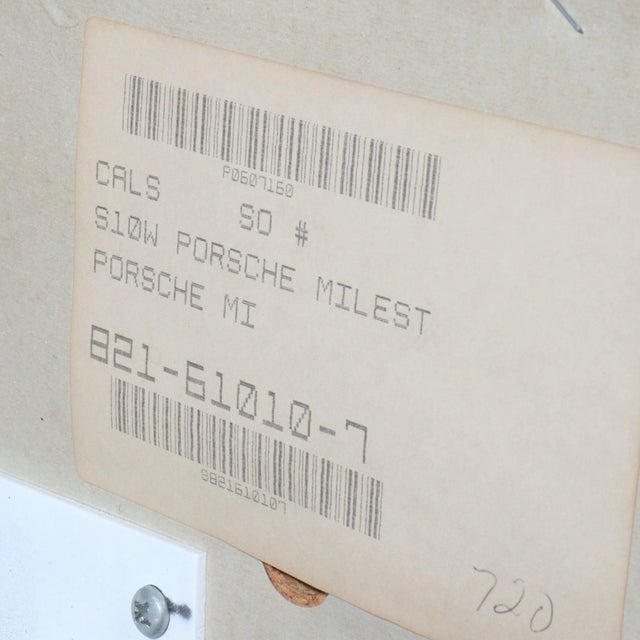 P0607160
CALS SO #
S10W PORSCHE MILEST
PORSCHE MI
821-61010-7
S821610107
720